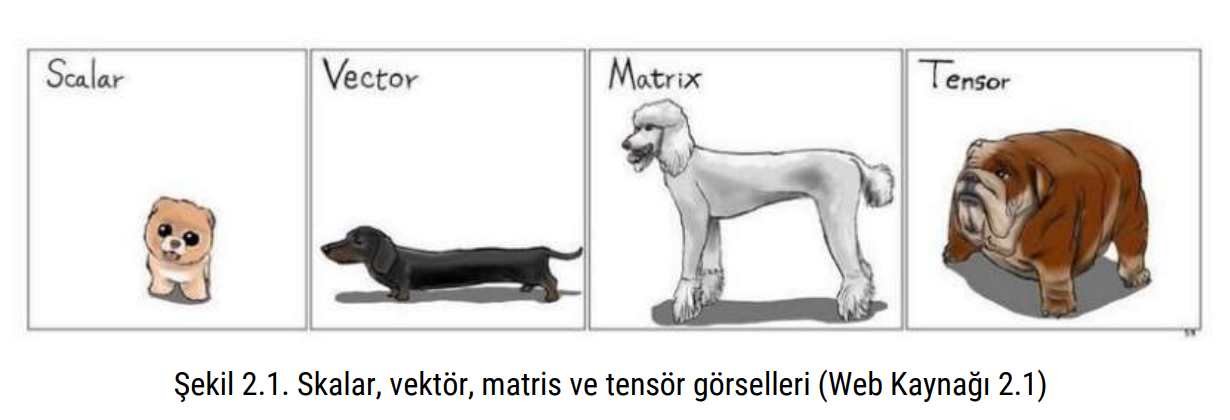 Scalar
Vector
Matrix
Tensor
Şekil 2.1. Skalar, vektör, matris ve tensör görselleri (Web Kaynağı 2.1)